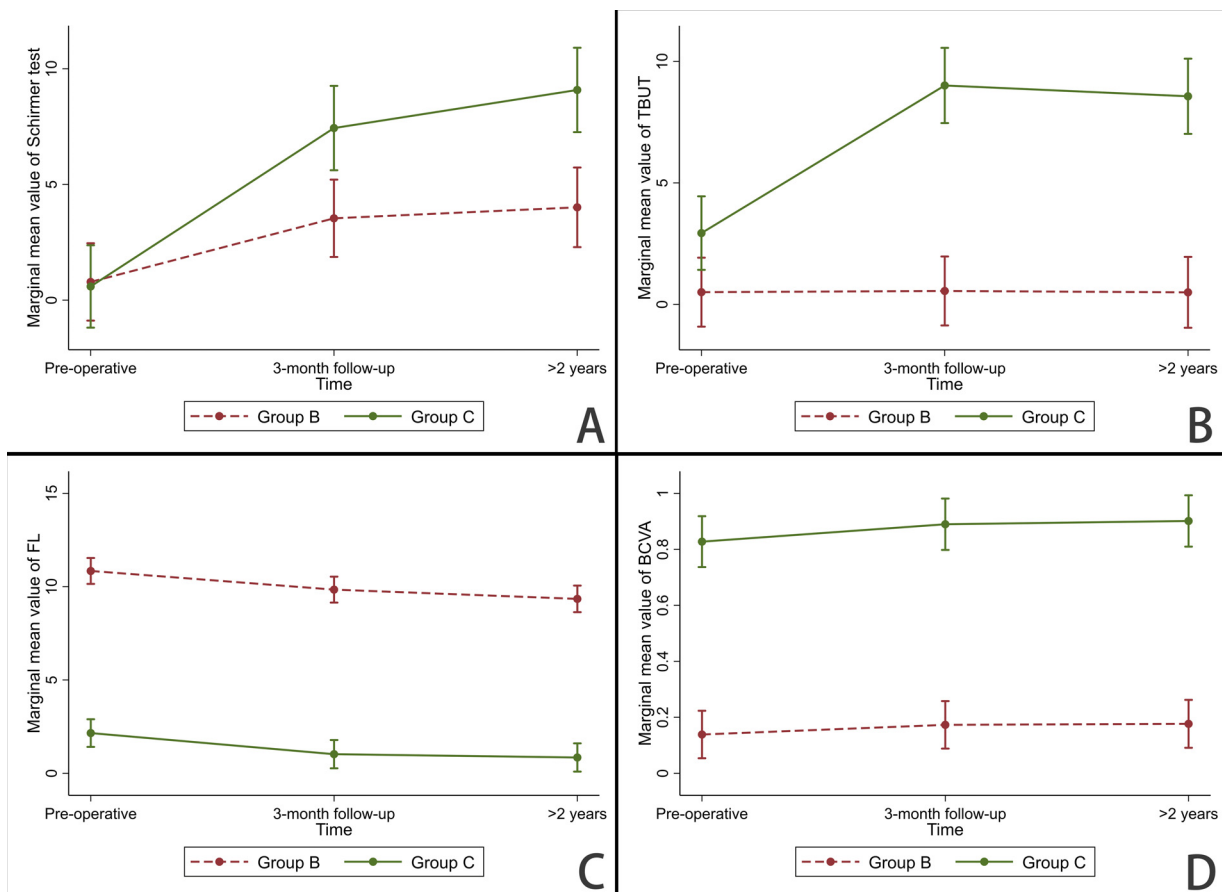 Marginal mean value of Schirmer test
10
5
0
Pre-operative 3-month follow-up >2 years
Time
Group B Group C
A
Marginal mean value of TBUT
10
5
0
Pre-operative 3-month follow-up >2 years
Time
Group B Group C
B
Marginal mean value of FL
15
10
5
0
Pre-operative 3-month follow-up >2 years
Time
Group B Group C
C
Marginal mean value of BCVA
1
0.8
0.6
0.4
0.2
0
Pre-operative 3-month follow-up >2 years
Time
Group B Group C
D